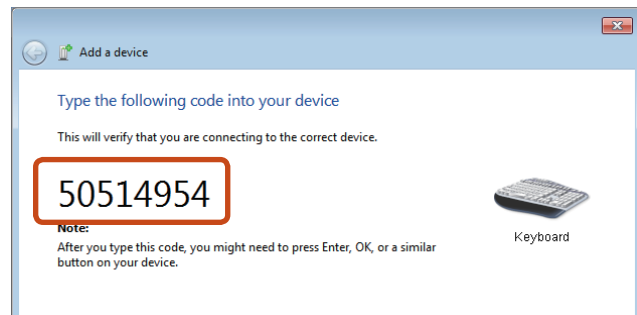 Add a device
Type the following code into your device
This will verify that you are connecting to the correct device.
50514954
Note:
After you type this code, you might need to press Enter, OK, or a similar
button on your device.
Keyboard